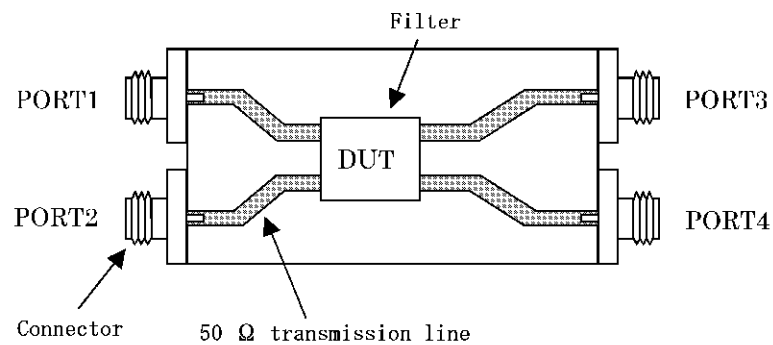 Filter
PORT1
PORT3
DUT
PORT2
PORT4
Connector
50 Ω transmission line